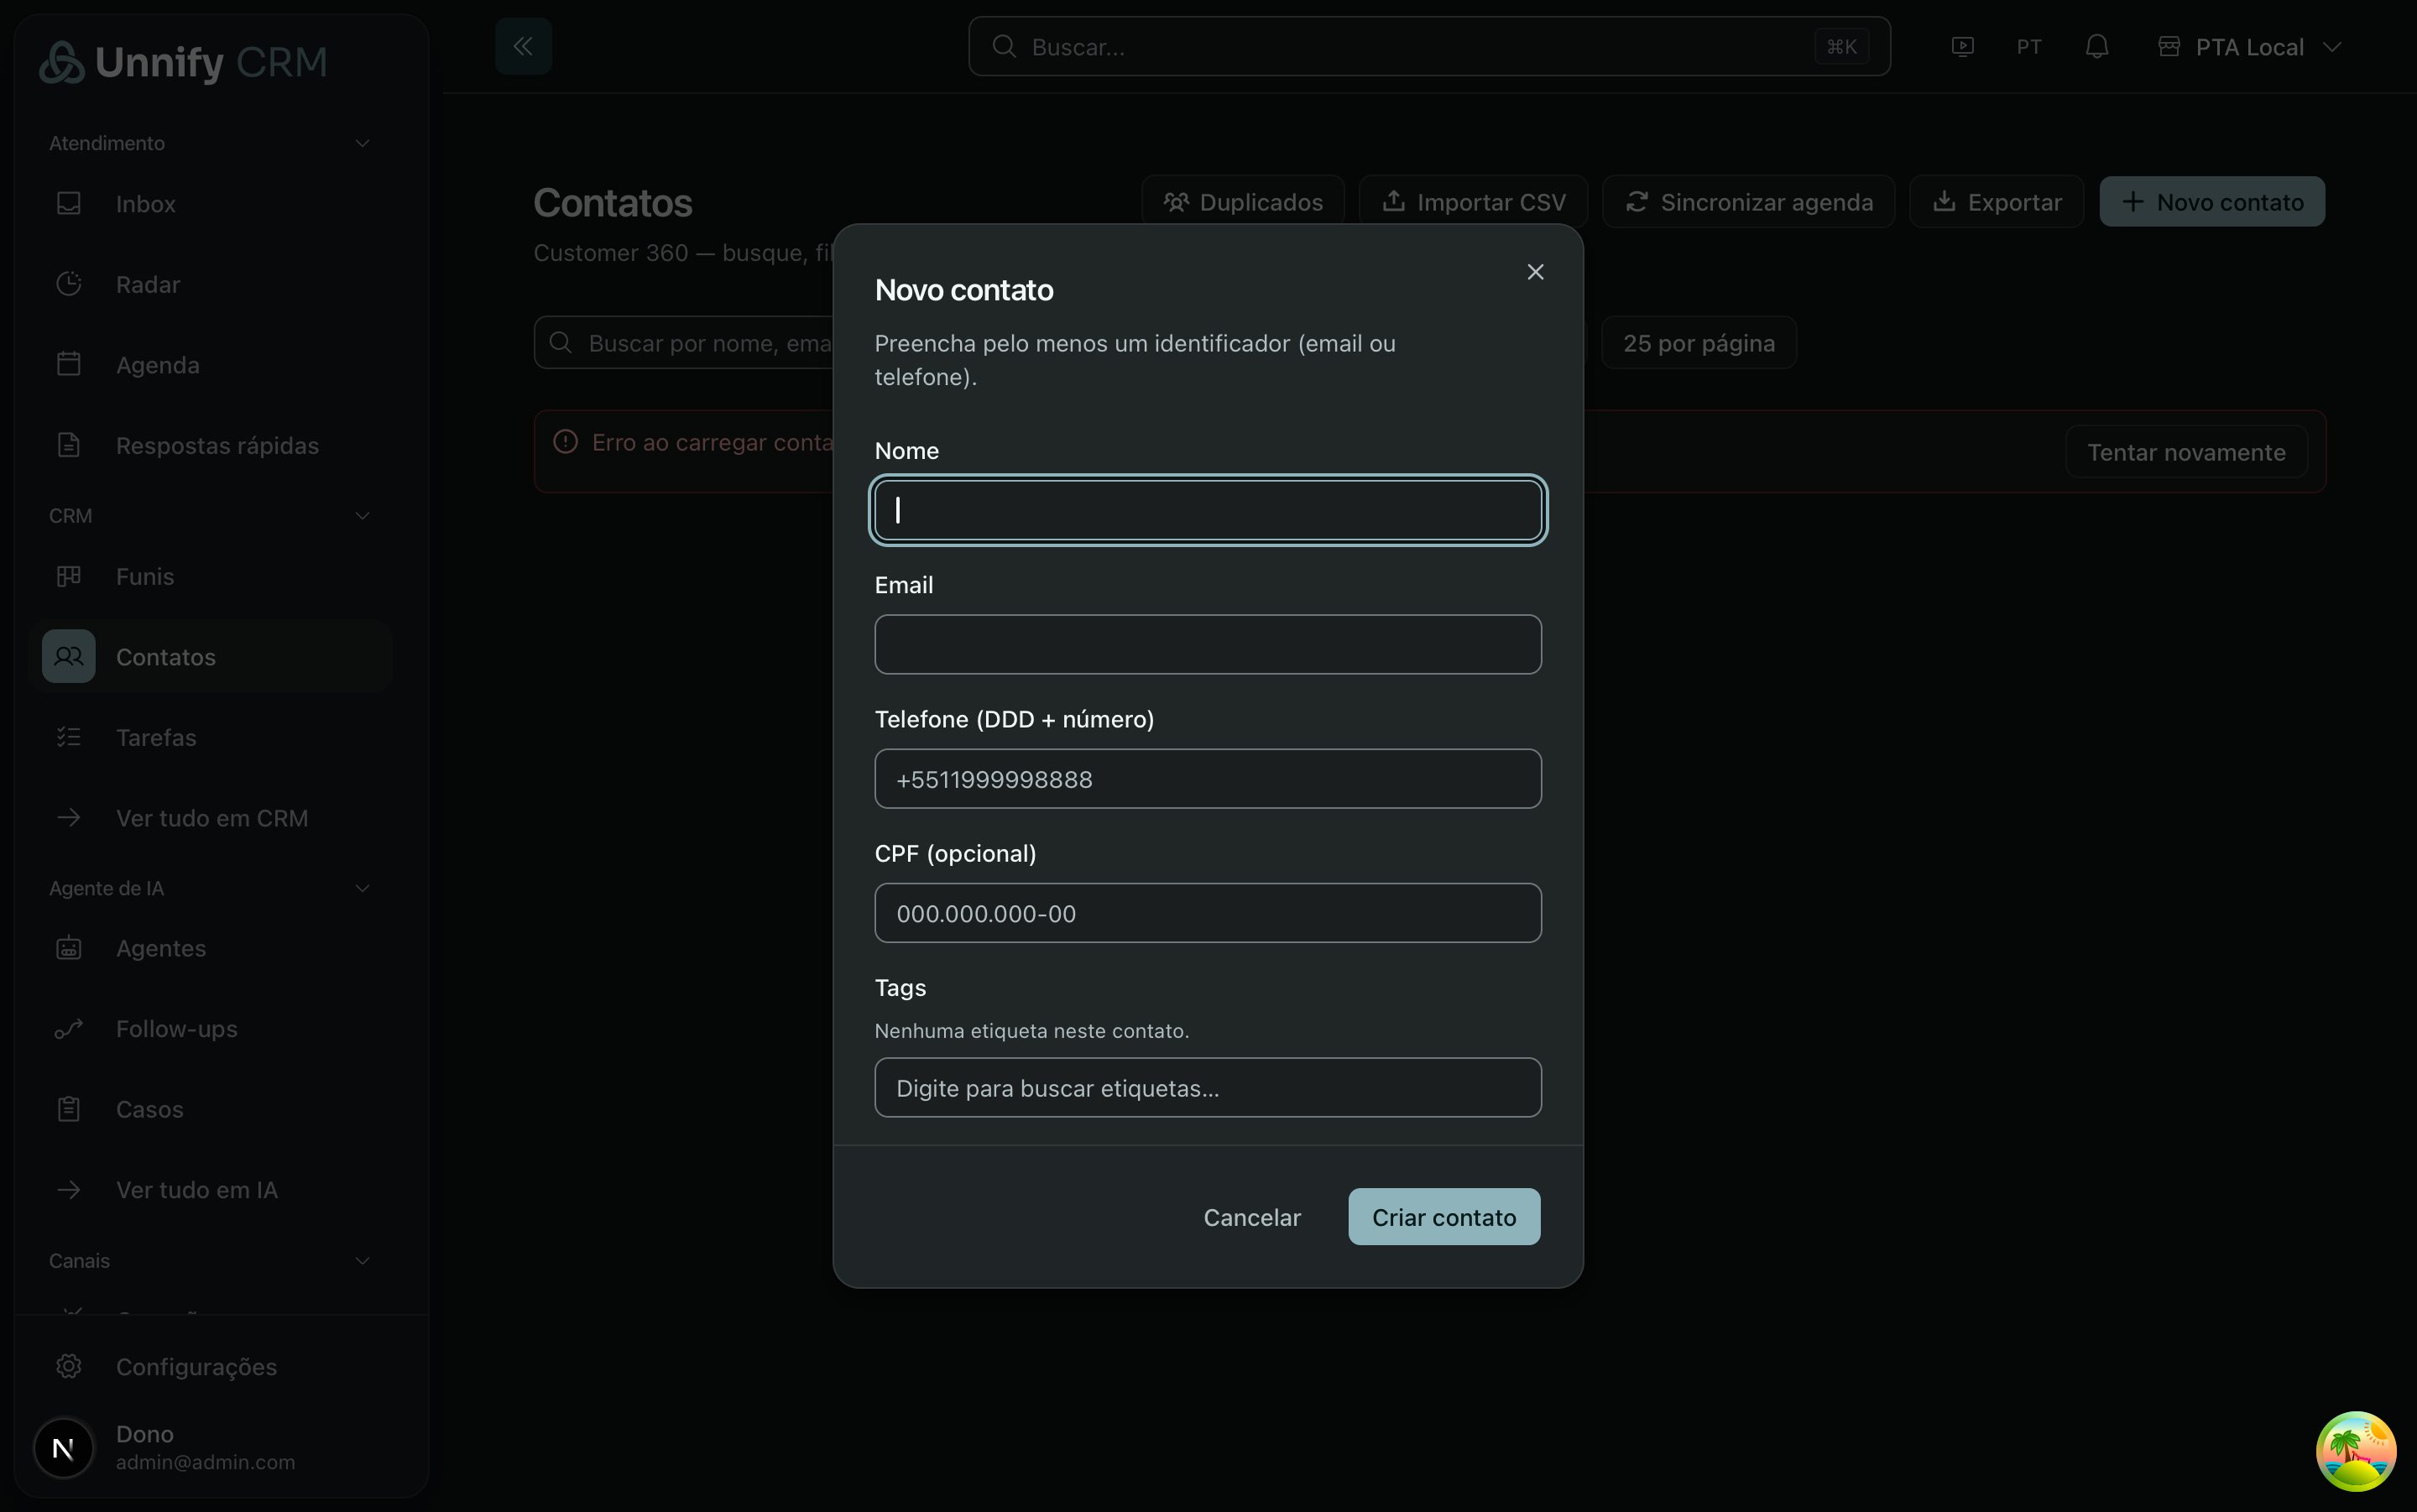 Unnify CRM
Buscar...
⌘K
PT
PTA Local
Atendimento
Inbox
Radar
Agenda
Respostas rápidas
CRM
Funis
Contatos
Tarefas
Ver tudo em CRM
Agente de IA
Agentes
Follow-ups
Casos
Ver tudo em IA
Canais
Configurações
N
Dono
admin@admin.com
Contatos
Duplicados
Importar CSV
Sincronizar agenda
Exportar
Novo contato
Customer 360 — busque,
Buscar por nome,
25 por página
Erro ao carregar
Tentar novamente
Novo contato
Preencha pelo menos um identificador (email ou
telefone).
Nome
Email
Telefone (DDD + número)
+5511999998888
CPF (opcional)
000.000.000-00
Tags
Nenhuma etiqueta neste contato.
Digite para buscar etiquetas...
Cancelar
Criar contato